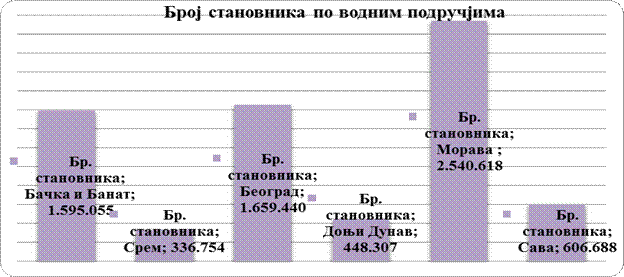 Број становника по водним подручјима
Бр.
становника;
Бачка и Банат;
1.595.055
Бр.
становника;
Срем; 336.754
Бр.
становника;
Београд;
1.659.440
Бр.
становника;
Доњи Дунав;
448.307
Бр.
становника;
Морава ;
2.540.618
Бр.
становника;
Сава; 606.688